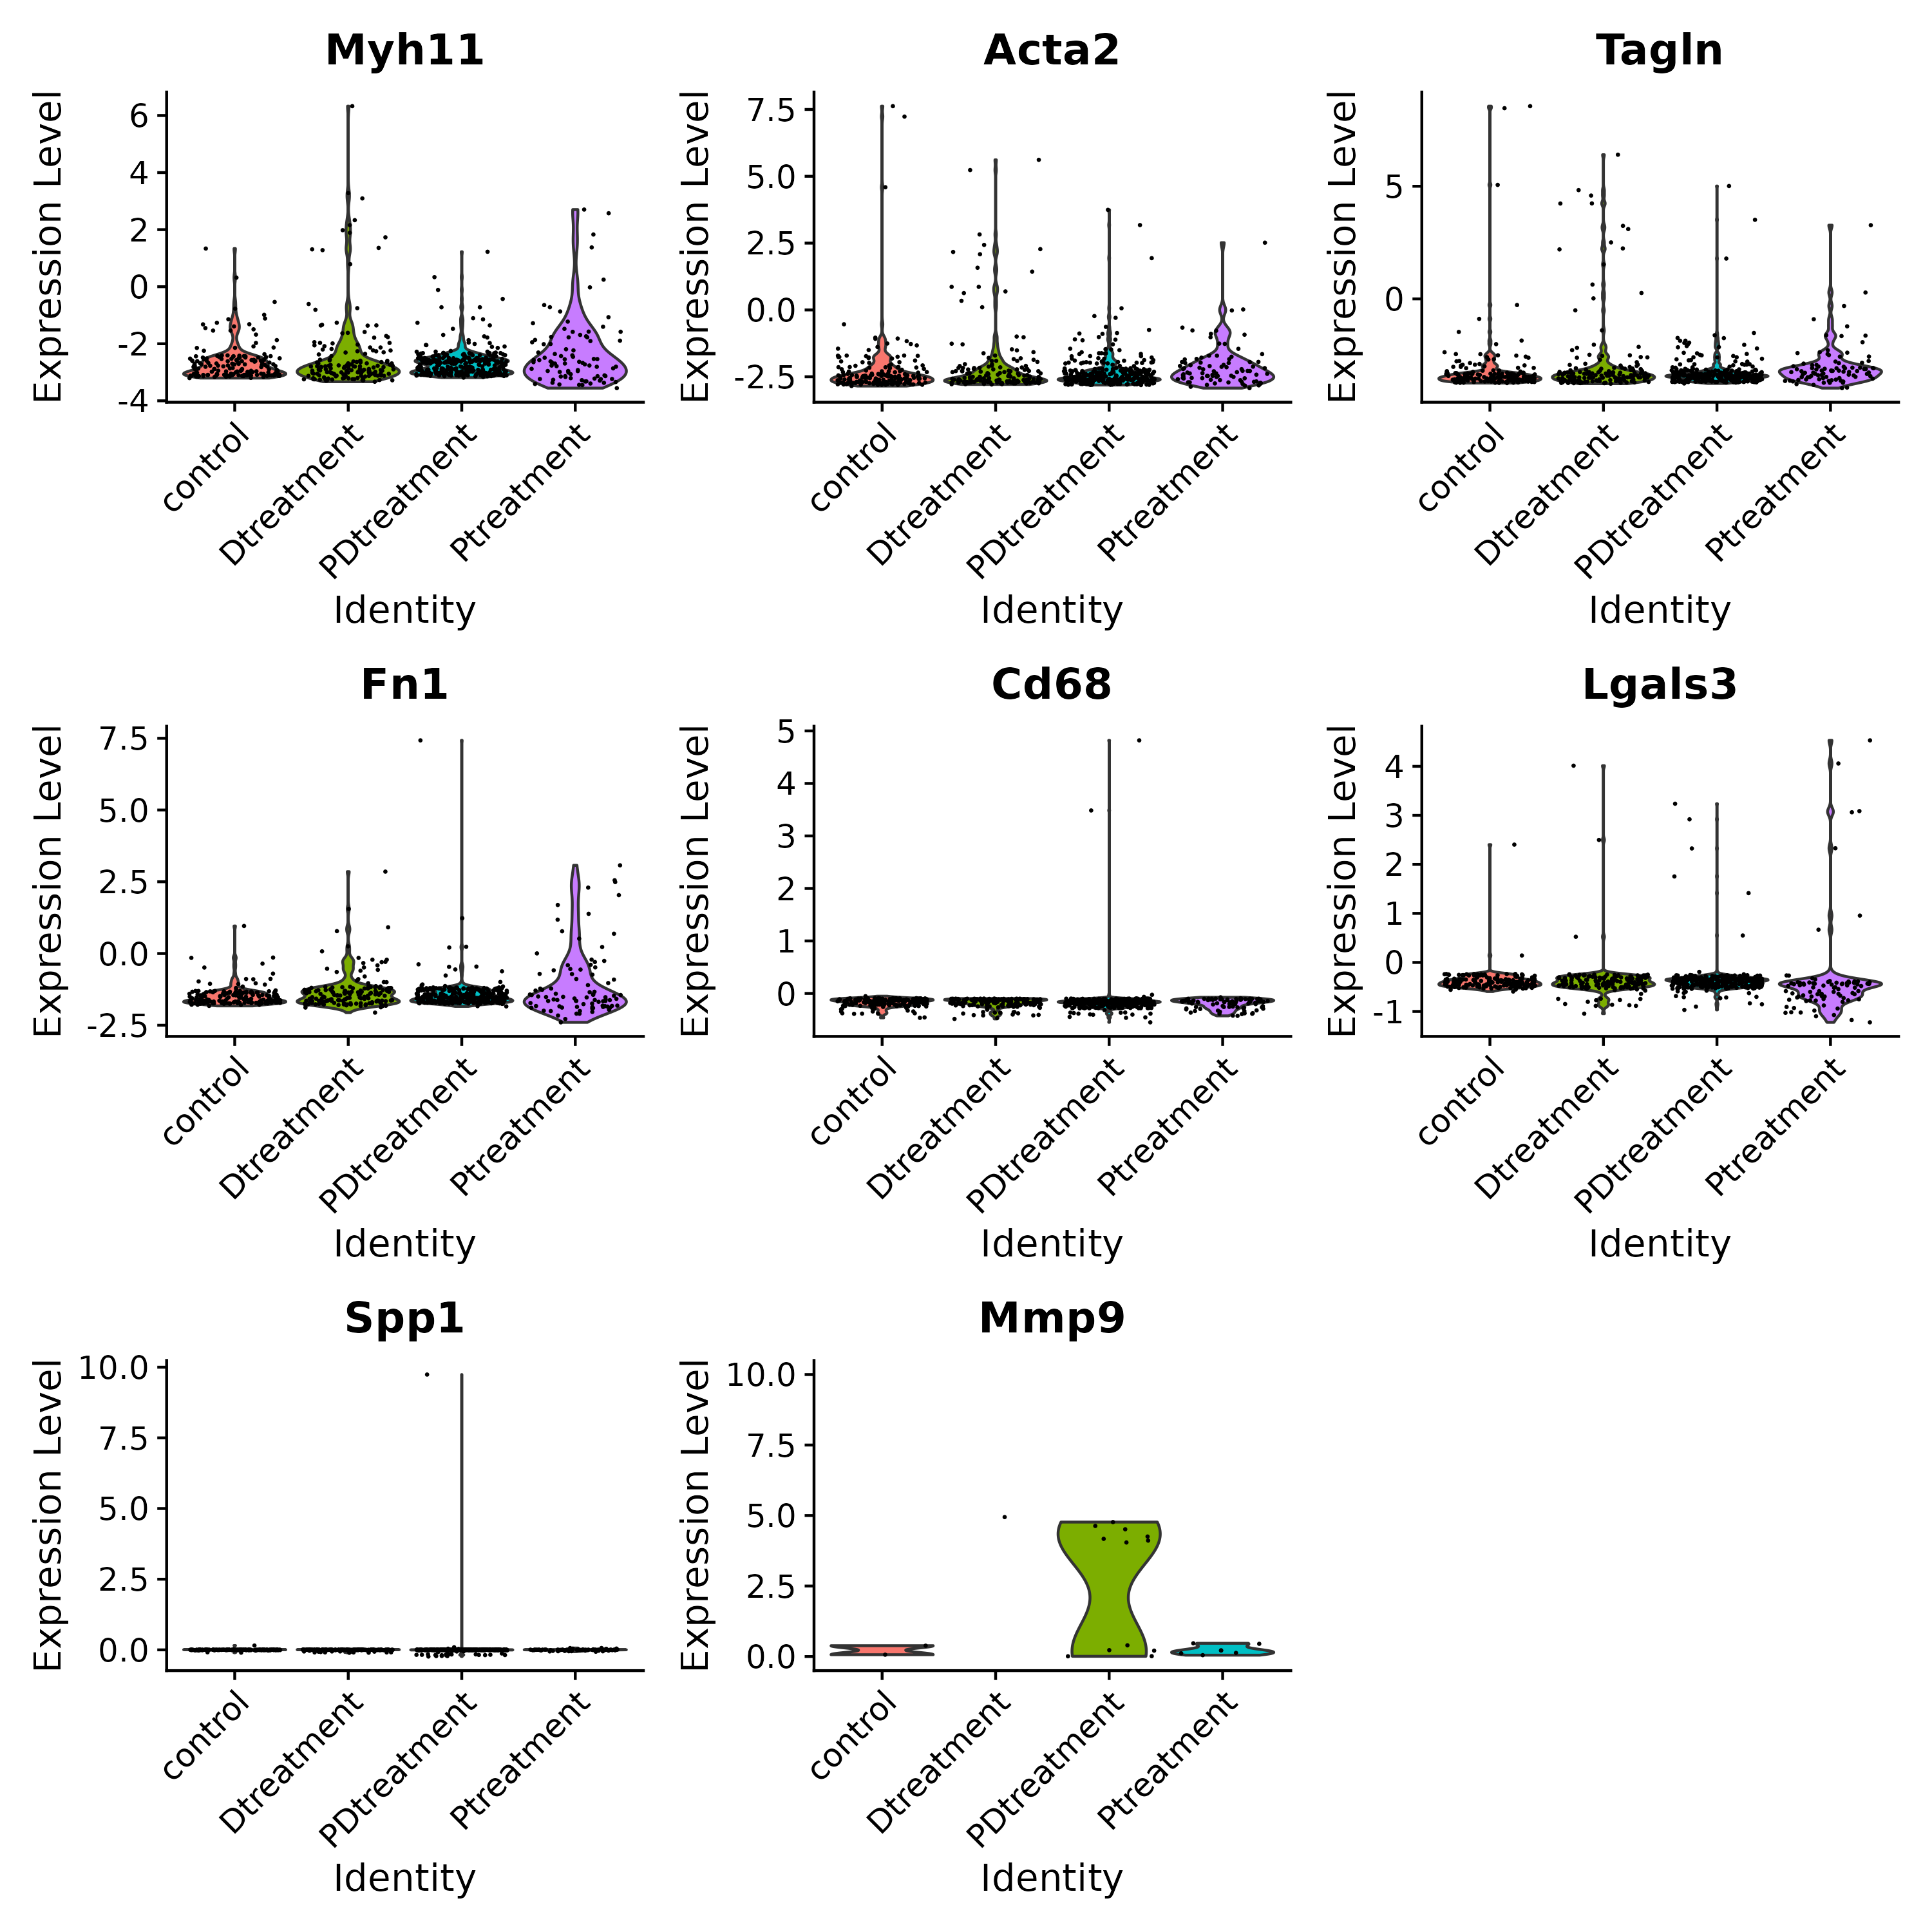 Myh11
Expression Level
6
4
2
0
-2
-4
control
Dtreatment
PDtreatment
Ptreatment
Identity
Acta2
Expression Level
7.5
5.0
2.5
0.0
-2.5
control
Dtreatment
PDtreatment
Ptreatment
Identity
Tagln
Expression Level
5
0
control
Dtreatment
PDtreatment
Ptreatment
Identity
Fn1
Expression Level
7.5
5.0
2.5
0.0
-2.5
control
Dtreatment
PDtreatment
Ptreatment
Identity
Cd68
Expression Level
5
4
3
2
1
0
control
Dtreatment
PDtreatment
Ptreatment
Identity
Lgals3
Expression Level
4
3
2
1
0
-1
control
Dtreatment
PDtreatment
Ptreatment
Identity
Spp1
Expression Level
10.0
7.5
5.0
2.5
0.0
control
Dtreatment
PDtreatment
Ptreatment
Identity
Mmp9
Expression Level
10.0
7.5
5.0
2.5
0.0
control
Dtreatment
PDtreatment
Ptreatment
Identity